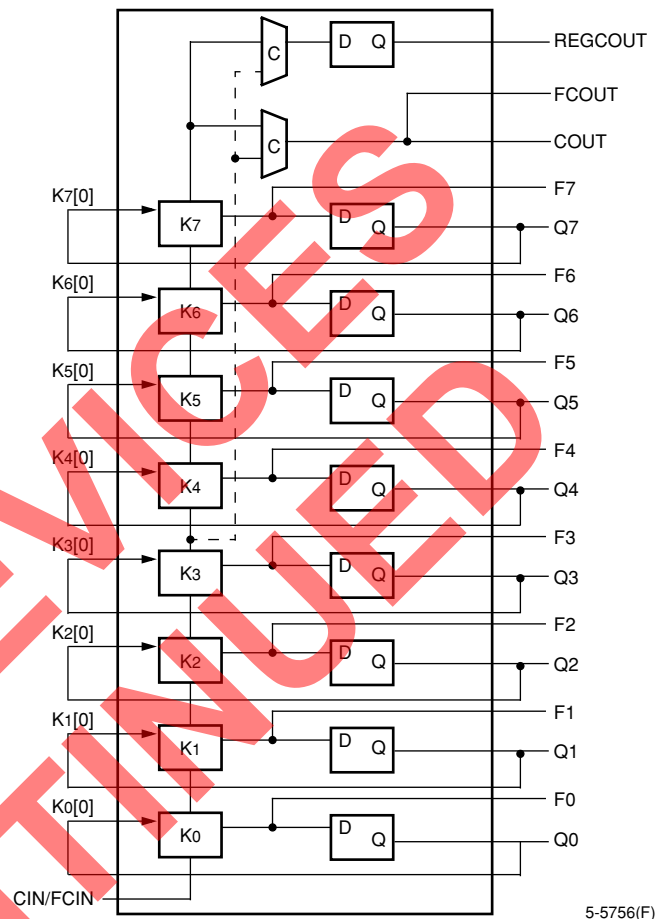 C D Q REGCOUT
FCOUT
C COUT
F7
K7[0] K7 D Q Q7
F6
K6[0] K6 D Q Q6
F5
K5[0] K5 D Q Q5
F4
K4[0] K4 D Q Q4
F3
K3[0] K3 D Q Q3
F2
K2[0] K2 D Q Q2
F1
K1[0] K1 D Q Q1
F0
K0[0] K0 D Q Q0
CIN/FCIN
5-5756(F)
EVICES
TINUED